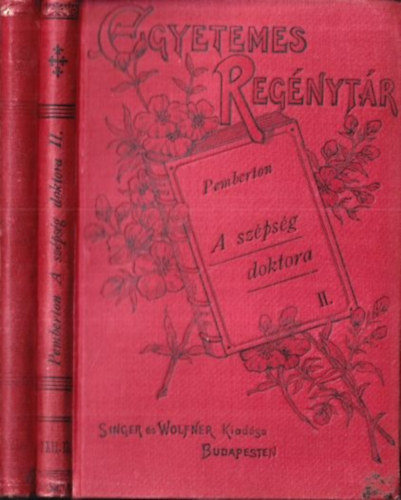 EGYETEMES
REGÉNYTÁR
Pemberton
A szépség
doktora
II.
SINGER és WOLFNER Kiadása
BUDAPESTEN
Pemberton A szépség doktora II.